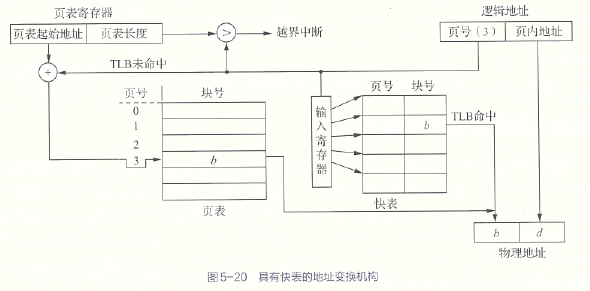 页表寄存器
逻辑地址
页表起始地址 页表长度
>
越界中断
页号(3) 页内地址
+
TLB未命中
页号 块号
0
1
2
3 b
页表
输入寄存器
页号 块号
b
TLB命中
快表
b d
物理地址
图5-20 具有快表的地址变换机构